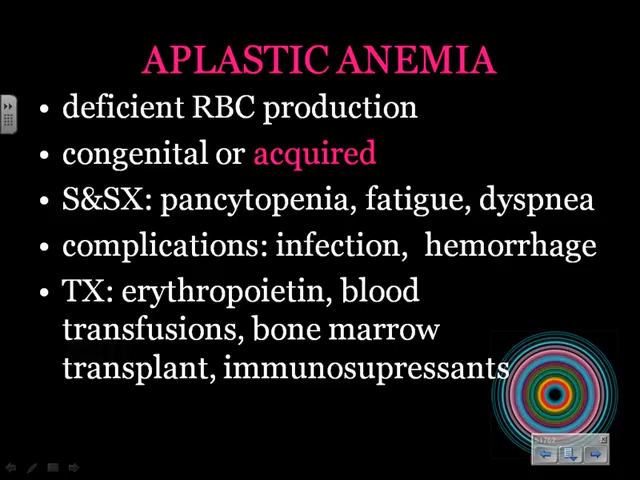 APLASTIC ANEMIA
• deficient RBC production
• congenital or acquired
• S&SX: pancytopenia, fatigue, dyspnea
• complications: infection, hemorrhage
• TX: erythropoietin, blood
transfusions, bone marrow
transplant, immunosupressants